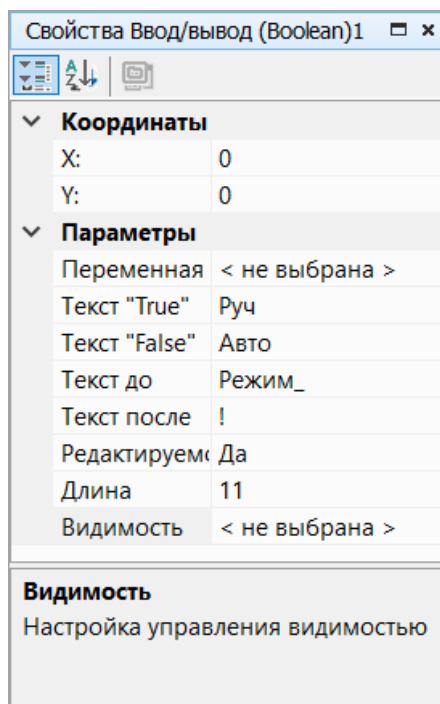 Свойства Ввод/вывод (Boolean)1
Координаты
X: 0
Y: 0
Параметры
Переменная < не выбрана >
Текст "True" Руч
Текст "False" Авто
Текст до Режим_
Текст после !
Редактируемо Да
Длина 11
Видимость < не выбрана >
Видимость
Настройка управления видимостью